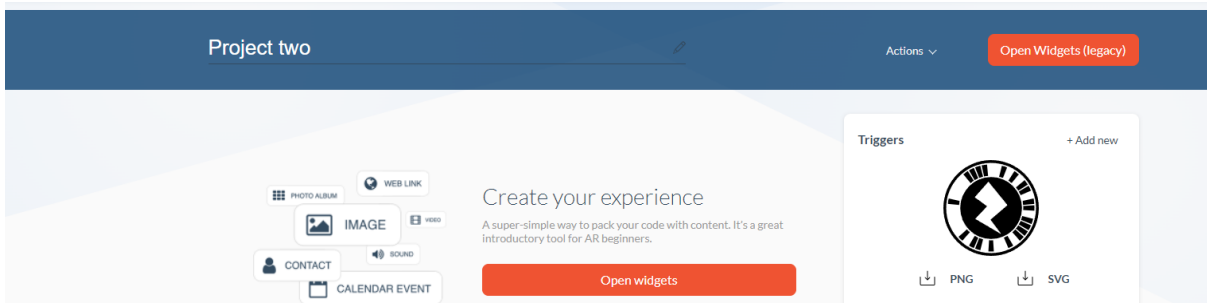 Project two
Actions
Open Widgets (legacy)
Triggers
+ Add new
PHOTO ALBUM
WEB LINK
IMAGE
VIDEO
SOUND
CONTACT
CALENDAR EVENT
Create your experience
A super-simple way to pack your code with content. It's a great
introductory tool for AR beginners.
Open widgets
PNG
SVG